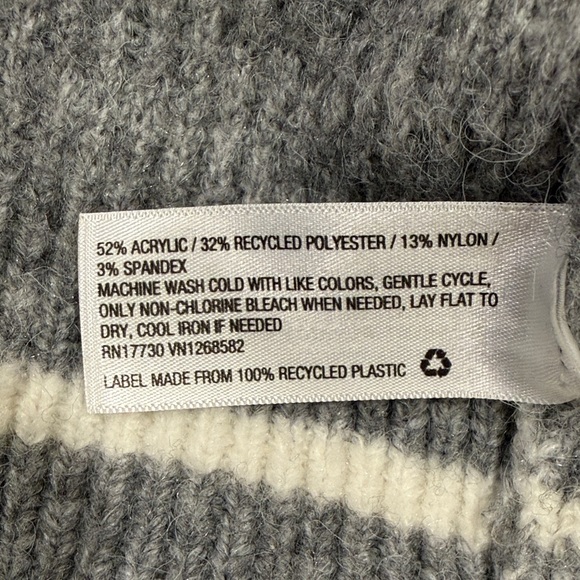 52% ACRYLIC / 32% RECYCLED POLYESTER / 13% NYLON /
3% SPANDEX
MACHINE WASH COLD WITH LIKE COLORS, GENTLE CYCLE,
ONLY NON-CHLORINE BLEACH WHEN NEEDED, LAY FLAT TO
DRY, COOL IRON IF NEEDED
RN17730 VN1268582
LABEL MADE FROM 100% RECYCLED PLASTIC